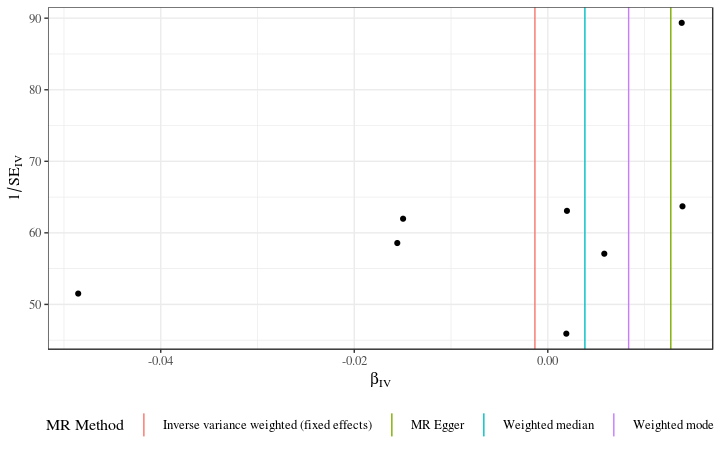 90
80
70
60
50
1/SE_IV
-0.04 -0.02 0.00
β_IV
MR Method Inverse variance weighted (fixed effects) MR Egger Weighted median Weighted mode